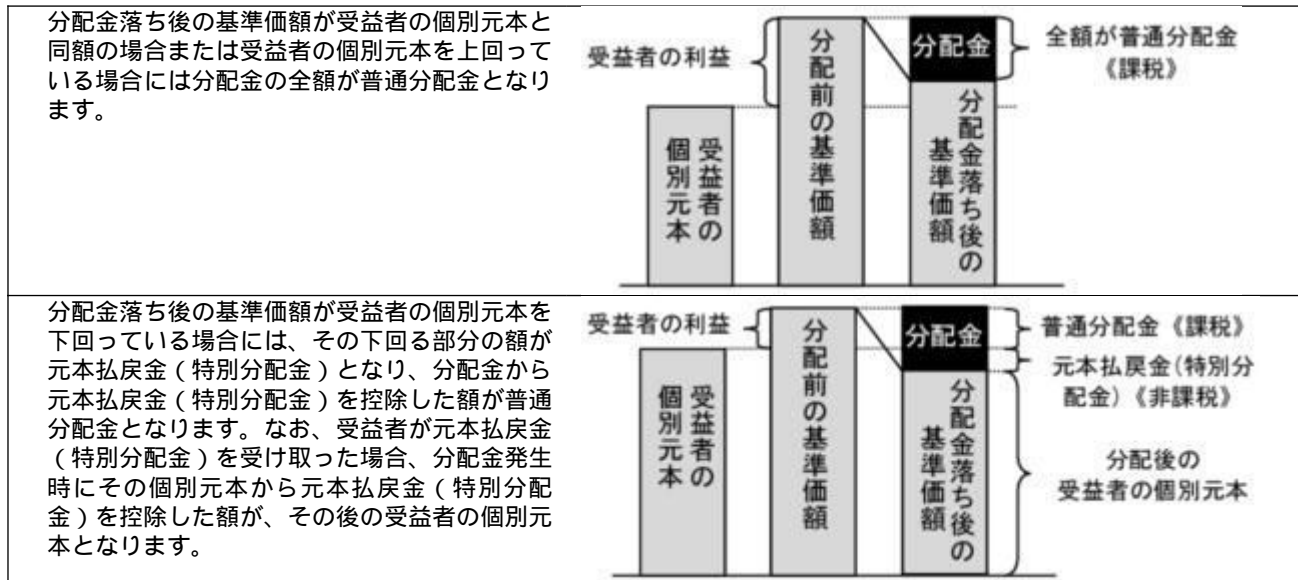 分配金落ち後の基準価額が受益者の個別元本と
同額の場合または受益者の個別元本を上回って
いる場合には分配金の全額が普通分配金となり
ます。
受益者の利益
受益者の
個別元本
分配前の基準価額
分配金
分配金落ち後の
基準価額
全額が普通分配金
《課税》
分配金落ち後の基準価額が受益者の個別元本を
下回っている場合には、その下回る部分の額が
元本払戻金（特別分配金）となり、分配金から
元本払戻金（特別分配金）を控除した額が普通
分配金となります。なお、受益者が元本払戻金
（特別分配金）を受け取った場合、分配金発生
時にその個別元本から元本払戻金（特別分配
金）を控除した額が、その後の受益者の個別元
本となります。
受益者の利益
受益者の
個別元本
分配前の基準価額
分配金
分配金落ち後の
基準価額
普通分配金《課税》
元本払戻金(特別分
配金)《非課税》
分配後の
受益者の個別元本